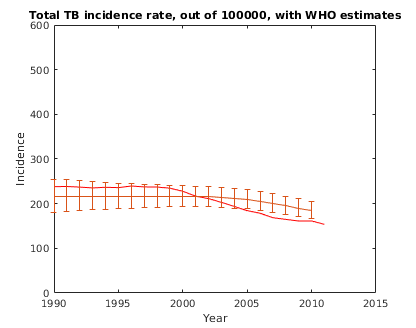 Total TB incidence rate, out of 100000, with WHO estimates
600
500
400
300
200
100
0
Incidence
1990 1995 2000 2005 2010 2015
Year